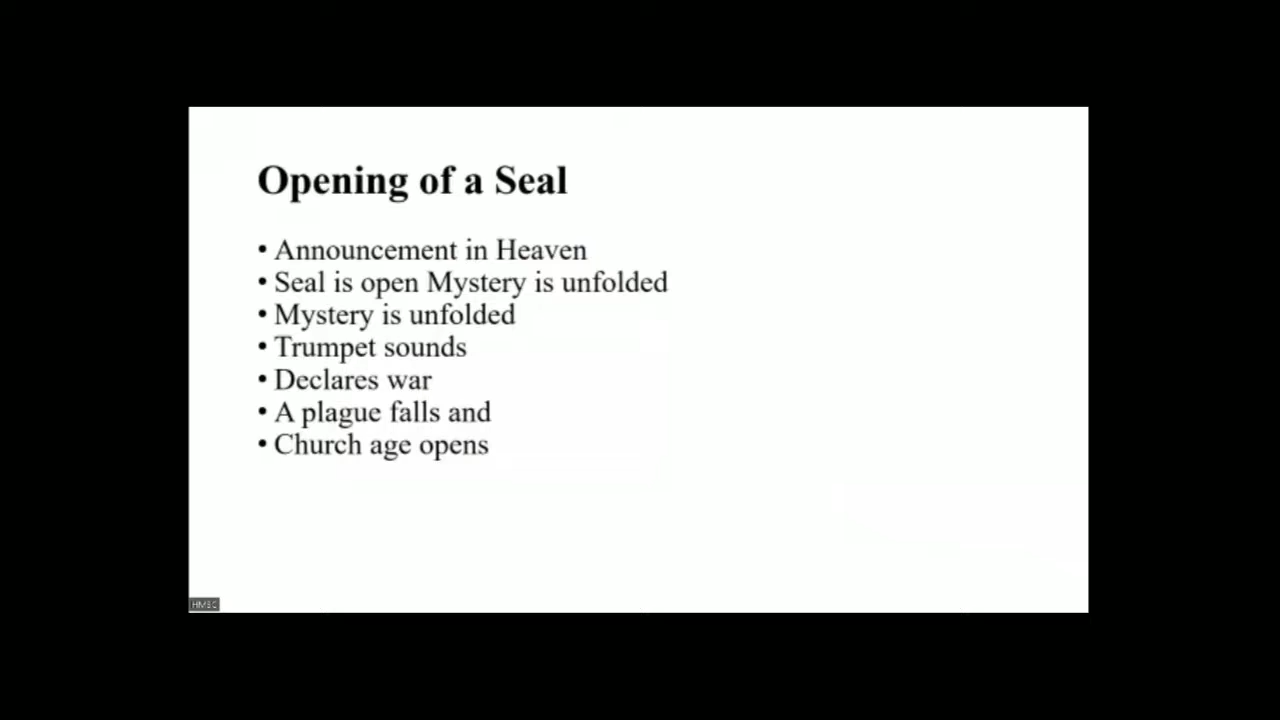 Opening of a Seal
• Announcement in Heaven
• Seal is open Mystery is unfolded
• Mystery is unfolded
• Trumpet sounds
• Declares war
• A plague falls and
• Church age opens